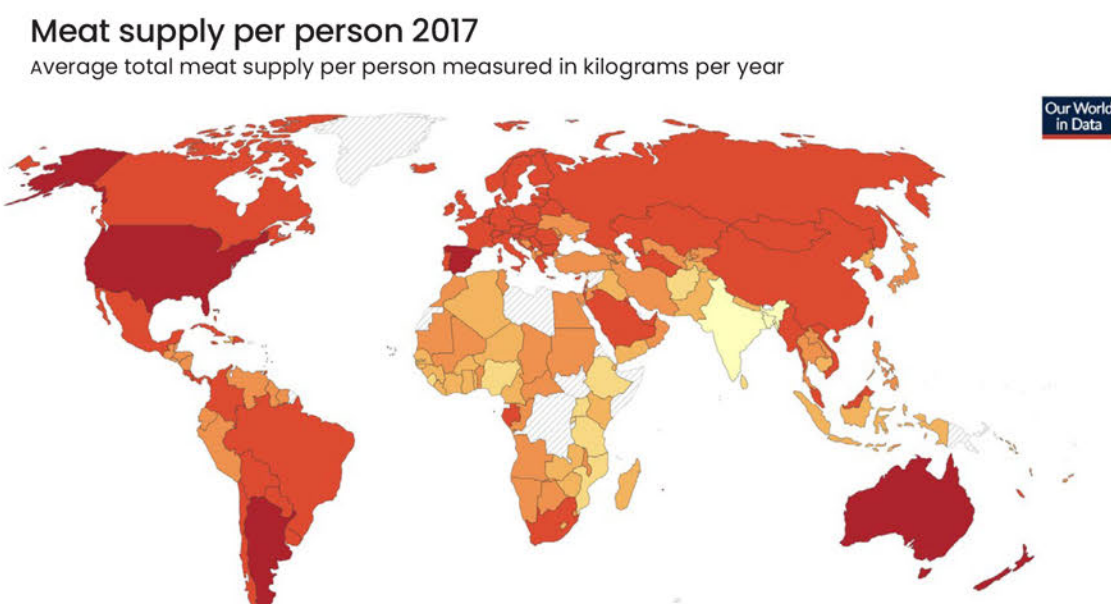 Meat supply per person 2017
Average total meat supply per person measured in kilograms per year
Our World
in Data